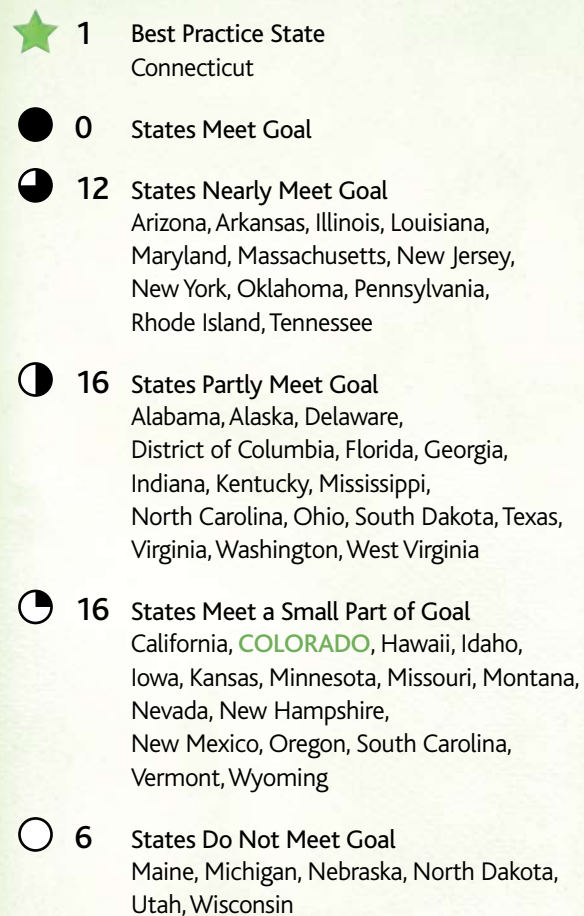 1 Best Practice State
Connecticut
0 States Meet Goal
12 States Nearly Meet Goal
Arizona, Arkansas, Illinois, Louisiana,
Maryland, Massachusetts, New Jersey,
New York, Oklahoma, Pennsylvania,
Rhode Island, Tennessee
16 States Partly Meet Goal
Alabama, Alaska, Delaware,
District of Columbia, Florida, Georgia,
Indiana, Kentucky, Mississippi,
North Carolina, Ohio, South Dakota, Texas,
Virginia, Washington, West Virginia
16 States Meet a Small Part of Goal
California, COLORADO, Hawaii, Idaho,
Iowa, Kansas, Minnesota, Missouri, Montana,
Nevada, New Hampshire,
New Mexico, Oregon, South Carolina,
Vermont, Wyoming
6 States Do Not Meet Goal
Maine, Michigan, Nebraska, North Dakota,
Utah, Wisconsin